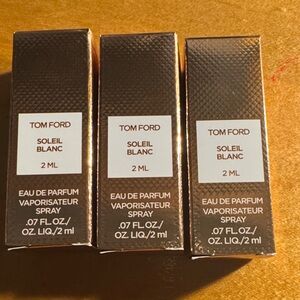 TOM FORD
SOLEIL
BLANC
2 ML
EAU DE PARFUM
VAPORISATEUR
SPRAY
.07 FL.OZ./
OZ. LIQ./2 ml
TOM FORD
SOLEIL
BLANC
2 ML
EAU DE PARFUM
VAPORISATEUR
SPRAY
.07 FL.OZ./
OZ. LIQ./2 ml
TOM FORD
SOLEIL
BLANC
2 ML
EAU DE PARFUM
VAPORISATEUR
SPRAY
.07 FL.OZ./
OZ. LIQ./2 ml